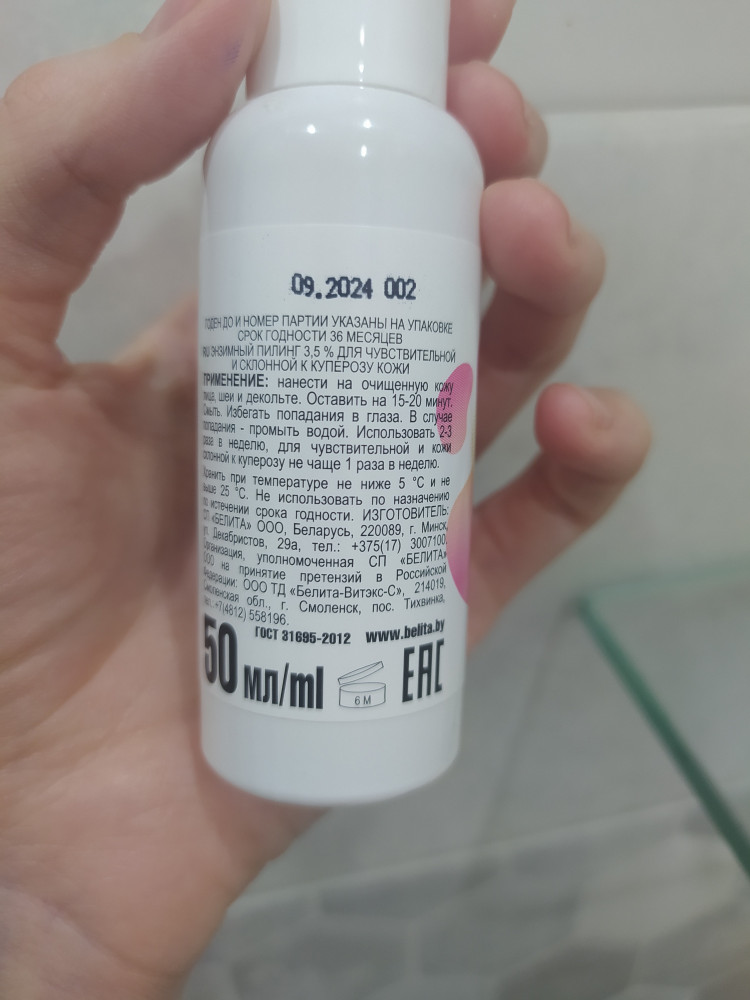 09.2024 002
ГОДЕН ДО И НОМЕР ПАРТИИ УКАЗАНЫ НА УПАКОВКЕ
СРОК ГОДНОСТИ 36 МЕСЯЦЕВ
RU ЭНЗИМНЫЙ ПИЛИНГ 3,5 % ДЛЯ ЧУВСТВИТЕЛЬНОЙ
И СКЛОННОЙ К КУПЕРОЗУ КОЖИ
ПРИМЕНЕНИЕ: нанести на очищенную кожу
лица, шеи и декольте. Оставить на 15-20 минут.
Смыть. Избегать попадания в глаза. В случае
попадания - промыть водой. Использовать 2-3
раза в неделю, для чувствительной и кожи
склонной к куперозу не чаще 1 раза в неделю.
Хранить при температуре не ниже 5 °С и не
выше 25 °С. Не использовать по назначению
по истечении срока годности. ИЗГОТОВИТЕЛЬ:
СП «БЕЛИТА» ООО, Беларусь, 220089, г. Минск,
ул. Декабристов, 29а, тел.: +375(17) 3007100.
Организация, уполномоченная СП «БЕЛИТА»
ООО на принятие претензий в Российской
Федерации: ООО ТД «Белита-Витэкс-С», 214019,
Смоленская обл., г. Смоленск, пос. Тихвинка,
тел.:+7(4812) 558196.
ГОСТ 31695-2012 www.belita.by
50 мл/ml 6 M EAC